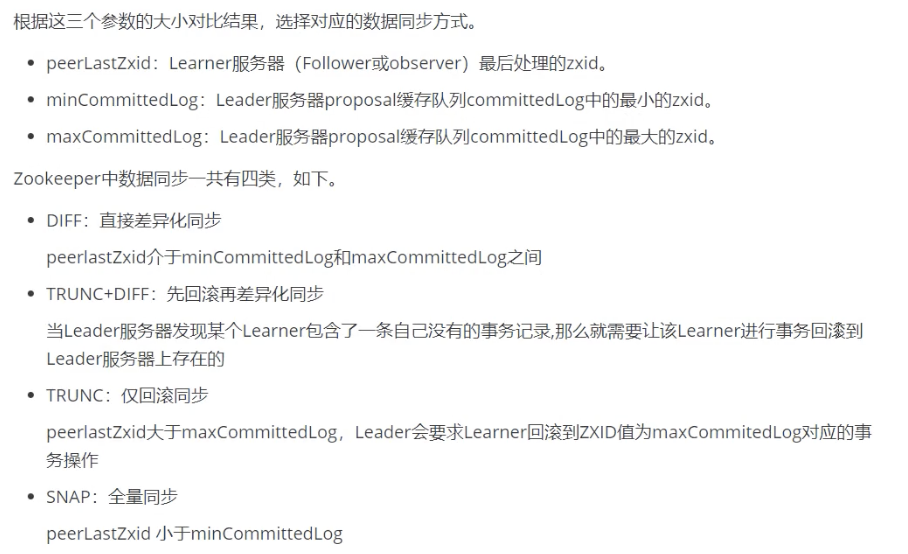 根据这三个参数的大小对比结果，选择对应的数据同步方式。
• peerLastZxid：Learner服务器（Follower或observer）最后处理的zxid。
• minCommittedLog：Leader服务器proposal缓存队列committedLog中的最小的zxid。
• maxCommittedLog：Leader服务器proposal缓存队列committedLog中的最大的zxid。
Zookeeper中数据同步一共有四类，如下。
• DIFF：直接差异化同步
peerlastZxid介于minCommittedLog和maxCommittedLog之间
• TRUNC+DIFF：先回滚再差异化同步
当Leader服务器发现某个Learner包含了一条自己没有的事务记录,那么就需要让该Learner进行事务回滚到
Leader服务器上存在的
• TRUNC：仅回滚同步
peerlastZxid大于maxCommittedLog，Leader会要求Learner回滚到ZXID值为maxCommitedLog对应的事
务操作
• SNAP：全量同步
peerLastZxid 小于minCommittedLog